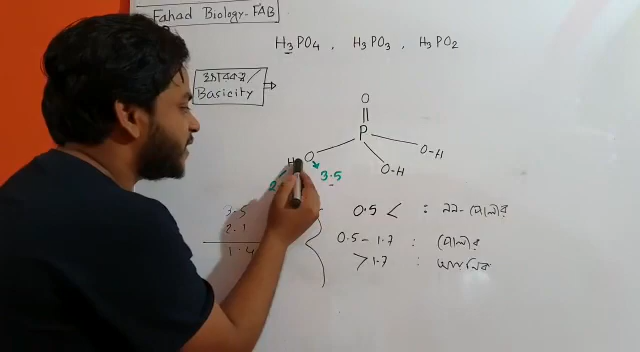 Fahad Biology-FAB
H3PO4 , H3PO3 , H3PO2
ক্ষারকত্ব /
Basicity
O
P
O-H
O-H
H O
3.5
2
3.5
2.1
1.4
0.5 < : নন-পোলার
0.5 - 1.7 : পোলার
> 1.7 : আয়নিক